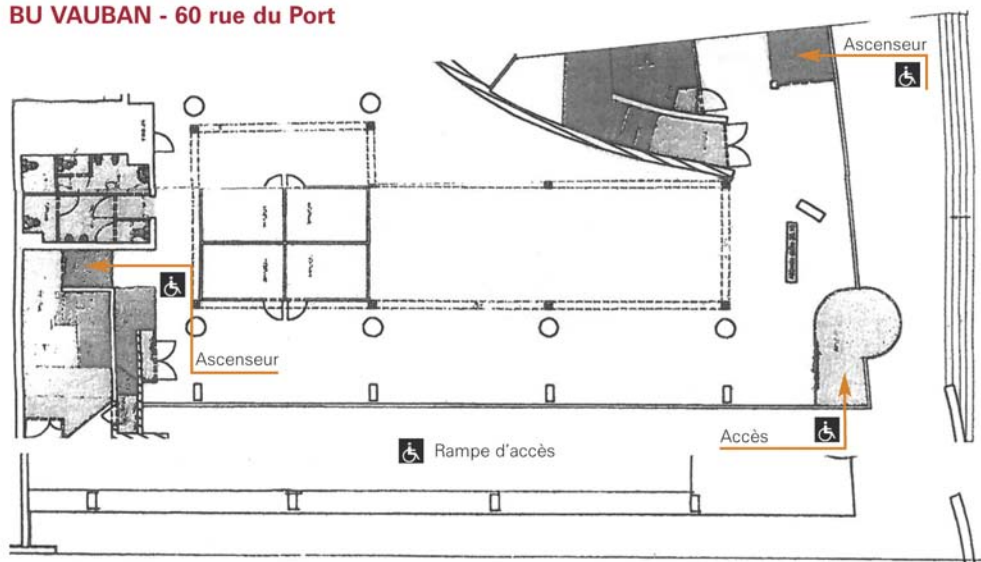 BU VAUBAN - 60 rue du Port
Ascenseur
Ascenseur
Rampe d'accès
Accès